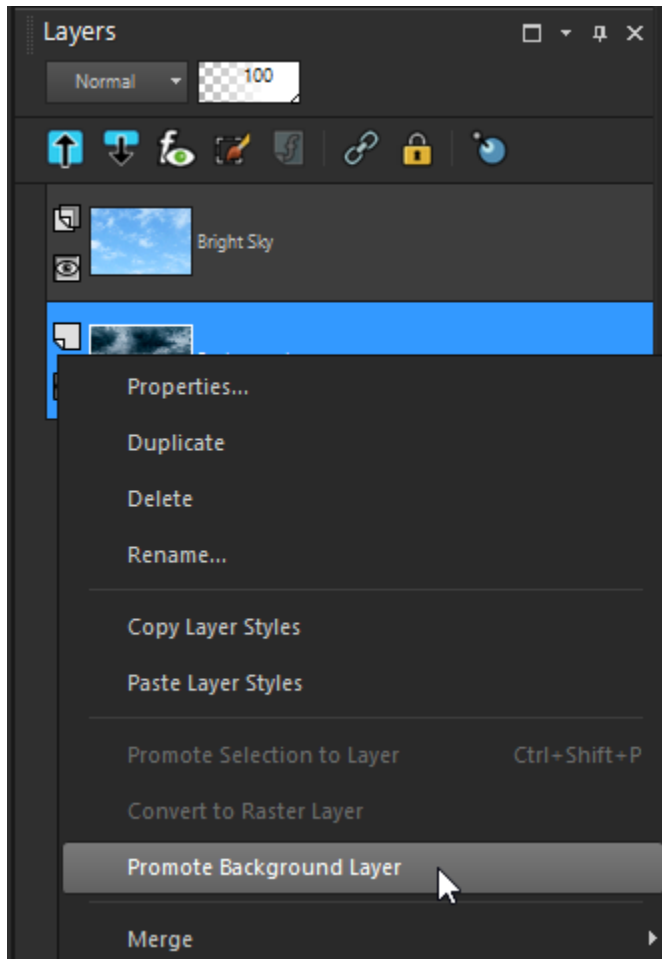 Layers
Normal
100
Bright Sky
Properties...
Duplicate
Delete
Rename...
Copy Layer Styles
Paste Layer Styles
Promote Selection to Layer Ctrl+Shift+P
Convert to Raster Layer
Promote Background Layer
Merge